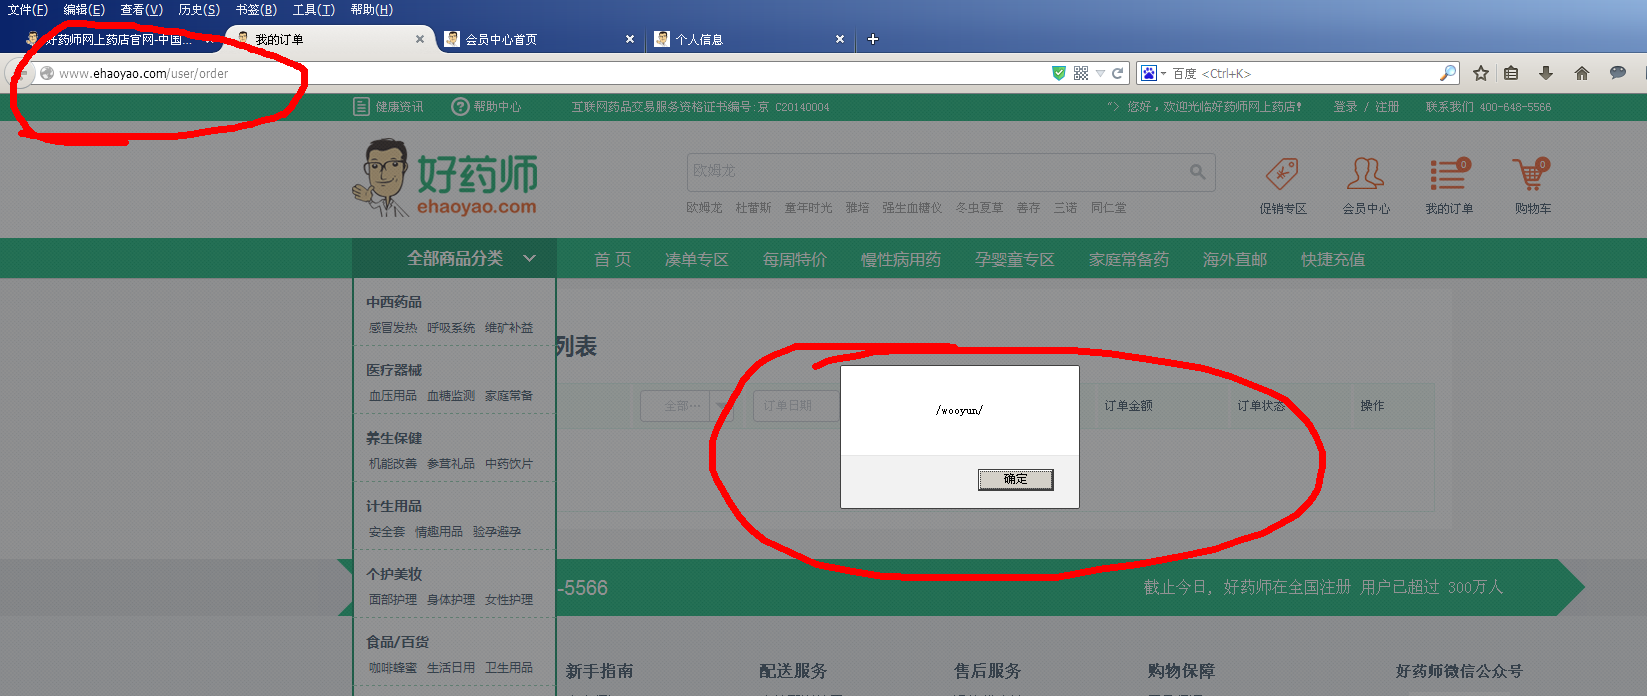 文件(F) 编辑(E) 查看(V) 历史(S) 书签(B) 工具(T) 帮助(H)
好药师网上药店官网-中国... 我的订单 会员中心首页 个人信息
www.ehaoyao.com/user/order 百度 <Ctrl+K>
健康资讯 帮助中心 互联网药品交易服务资格证书编号:京 C20140004 "> 您好,欢迎光临好药师网上药店! 登录 / 注册 联系我们 400-648-5566
好药师
ehaoyao.com
欧姆龙
0 0
欧姆龙 杜蕾斯 童年时光 雅培 强生血糖仪 冬虫夏草 善存 三诺 同仁堂
促销专区 会员中心 我的订单 购物车
全部商品分类 首 页 凑单专区 每周特价 慢性病用药 孕婴童专区 家庭常备药 海外直邮 快捷充值
中西药品
感冒发热 呼吸系统 维矿补益
列表
医疗器械
血压用品 血糖监测 家庭常备
全部… 订单日期 订单金额 订单状态 操作
/wooyun/
确定
养生保健
机能改善 参茸礼品 中药饮片
计生用品
安全套 情趣用品 验孕避孕
个护美妆
面部护理 身体护理 女性护理
-5566 截止今日, 好药师在全国注册 用户已超过 300万人
食品/百货
咖啡蜂蜜 生活日用 卫生用品
新手指南 配送服务 售后服务 购物保障 好药师微信公众号